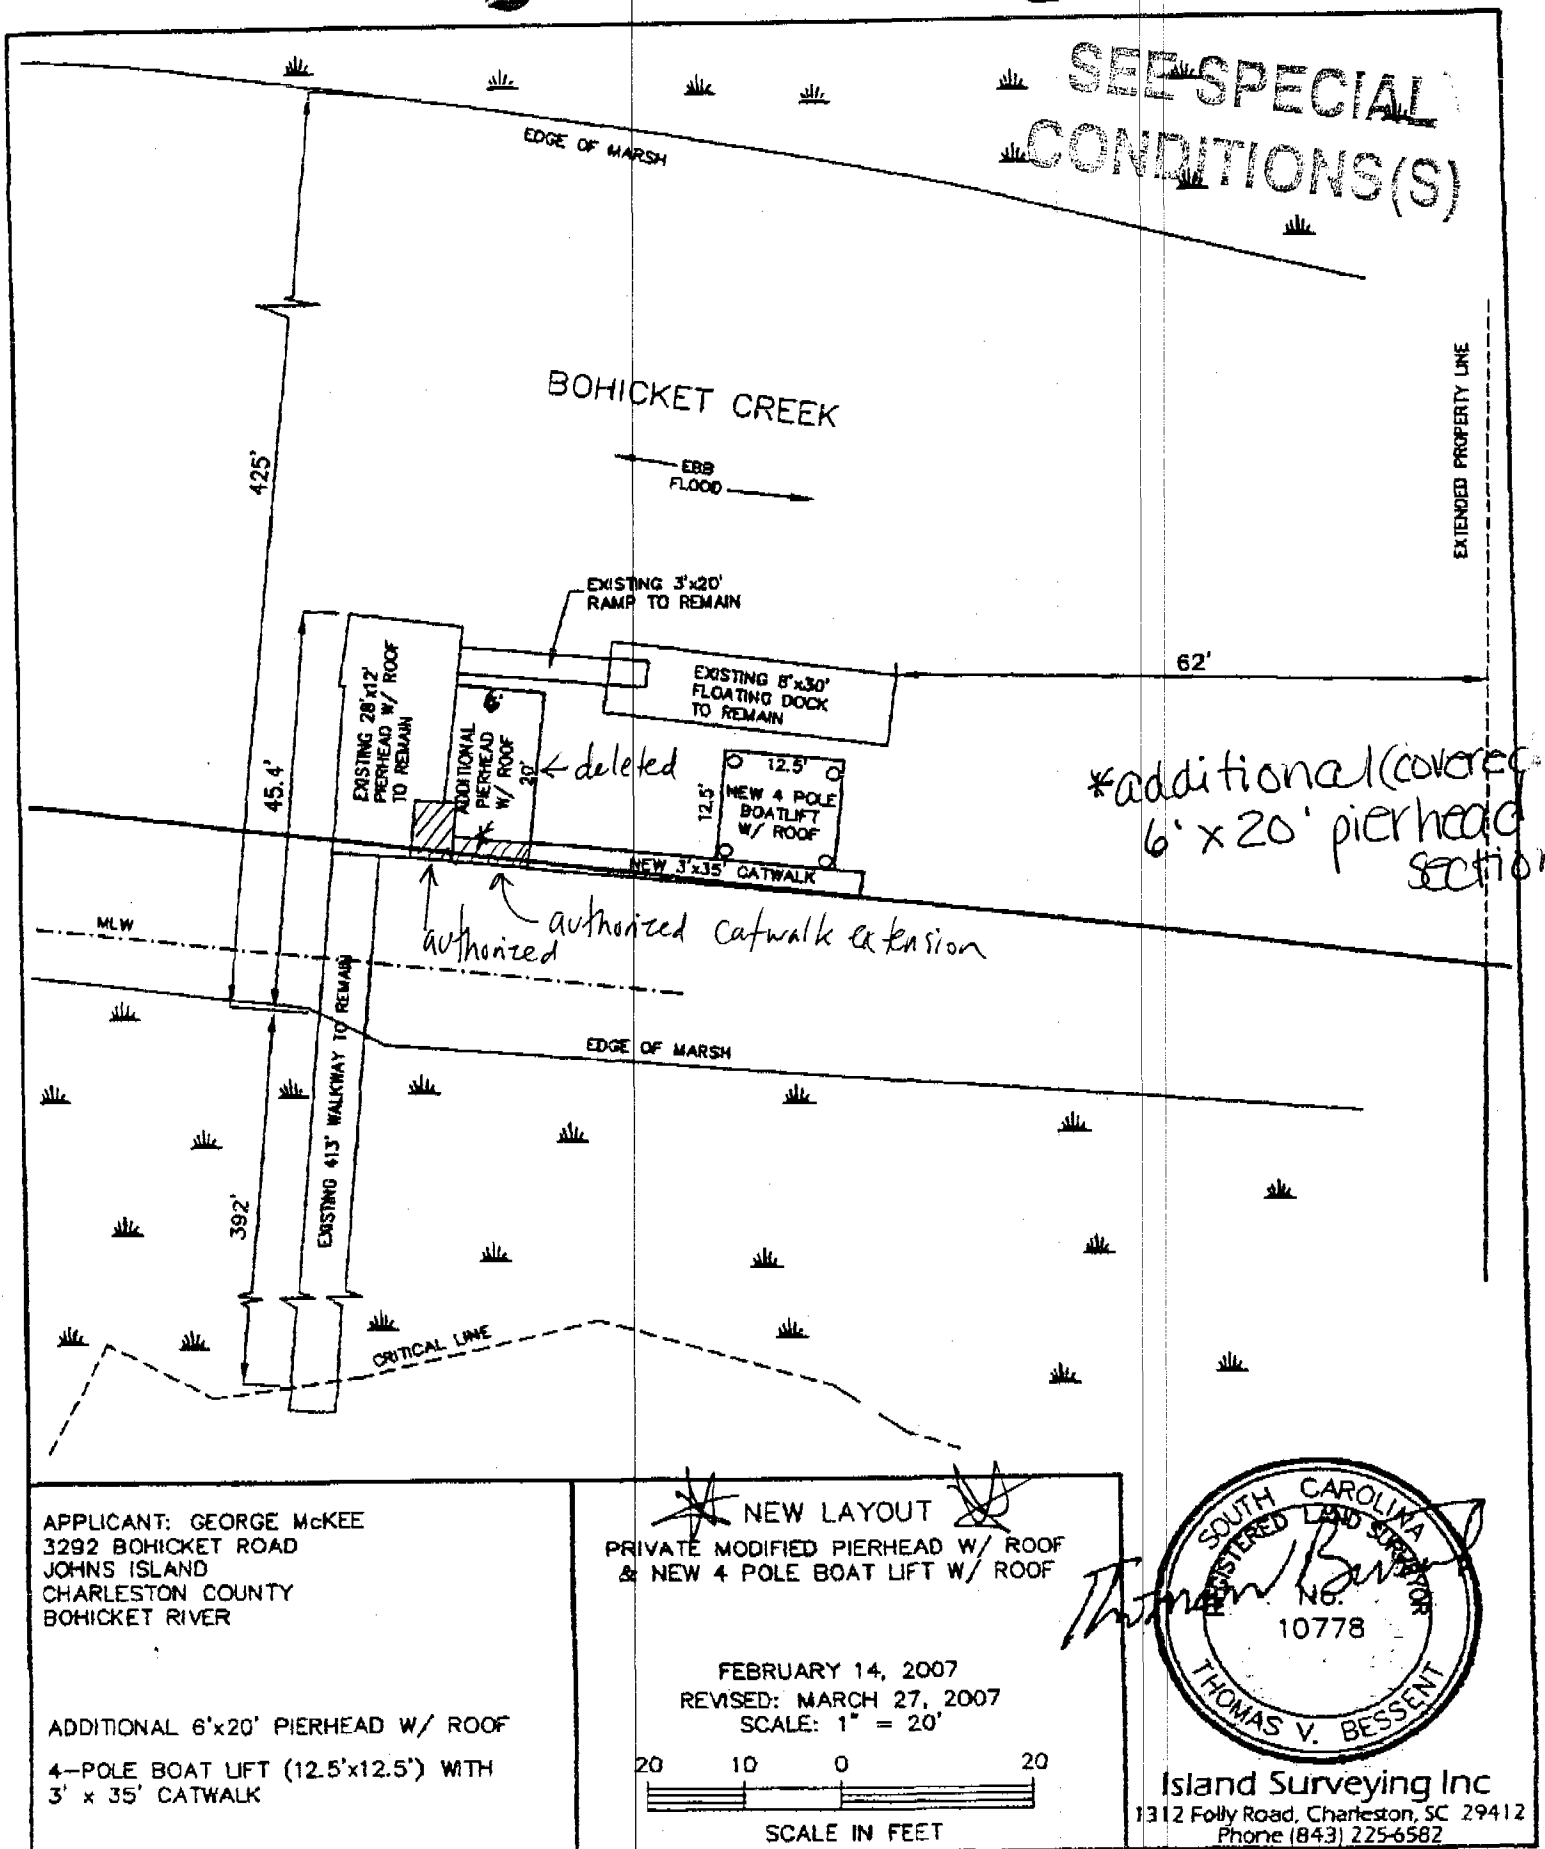 SEE SPECIAL
CONDITIONS(S)
EDGE OF MARSH
BOHICKET CREEK
EBB
FLOOD
425'
EXTENDED PROPERTY LINE
EXISTING 3'x20'
RAMP TO REMAIN
62'
EXISTING 28'x12'
PIERHEAD W/ ROOF
TO REMAIN
EXISTING 8'x30'
FLOATING DOCK
TO REMAIN
6'
ADDITIONAL
PIERHEAD
W/ ROOF
20'
← deleted
45.4'
12.5'
12.5'
NEW 4 POLE
BOATLIFT
W/ ROOF
*additional (covered
6' x 20' pierhead
section
NEW 3'x35' CATWALK
authorized
authorized catwalk extension
MLW
EXISTING 413' WALKWAY TO REMAIN
EDGE OF MARSH
392'
CRITICAL LINE
APPLICANT: GEORGE McKEE
3292 BOHICKET ROAD
JOHNS ISLAND
CHARLESTON COUNTY
BOHICKET RIVER
ADDITIONAL 6'x20' PIERHEAD W/ ROOF
4-POLE BOAT LIFT (12.5'x12.5') WITH
3' x 35' CATWALK
NEW LAYOUT
PRIVATE MODIFIED PIERHEAD W/ ROOF
& NEW 4 POLE BOAT LIFT W/ ROOF
FEBRUARY 14, 2007
REVISED: MARCH 27, 2007
SCALE: 1" = 20'
20 10 0 20
SCALE IN FEET
SOUTH CAROLINA
REGISTERED LAND SURVEYOR
No.
10778
THOMAS V. BESSENT
Island Surveying Inc
1312 Folly Road, Charleston, SC 29412
Phone (843) 225-6582